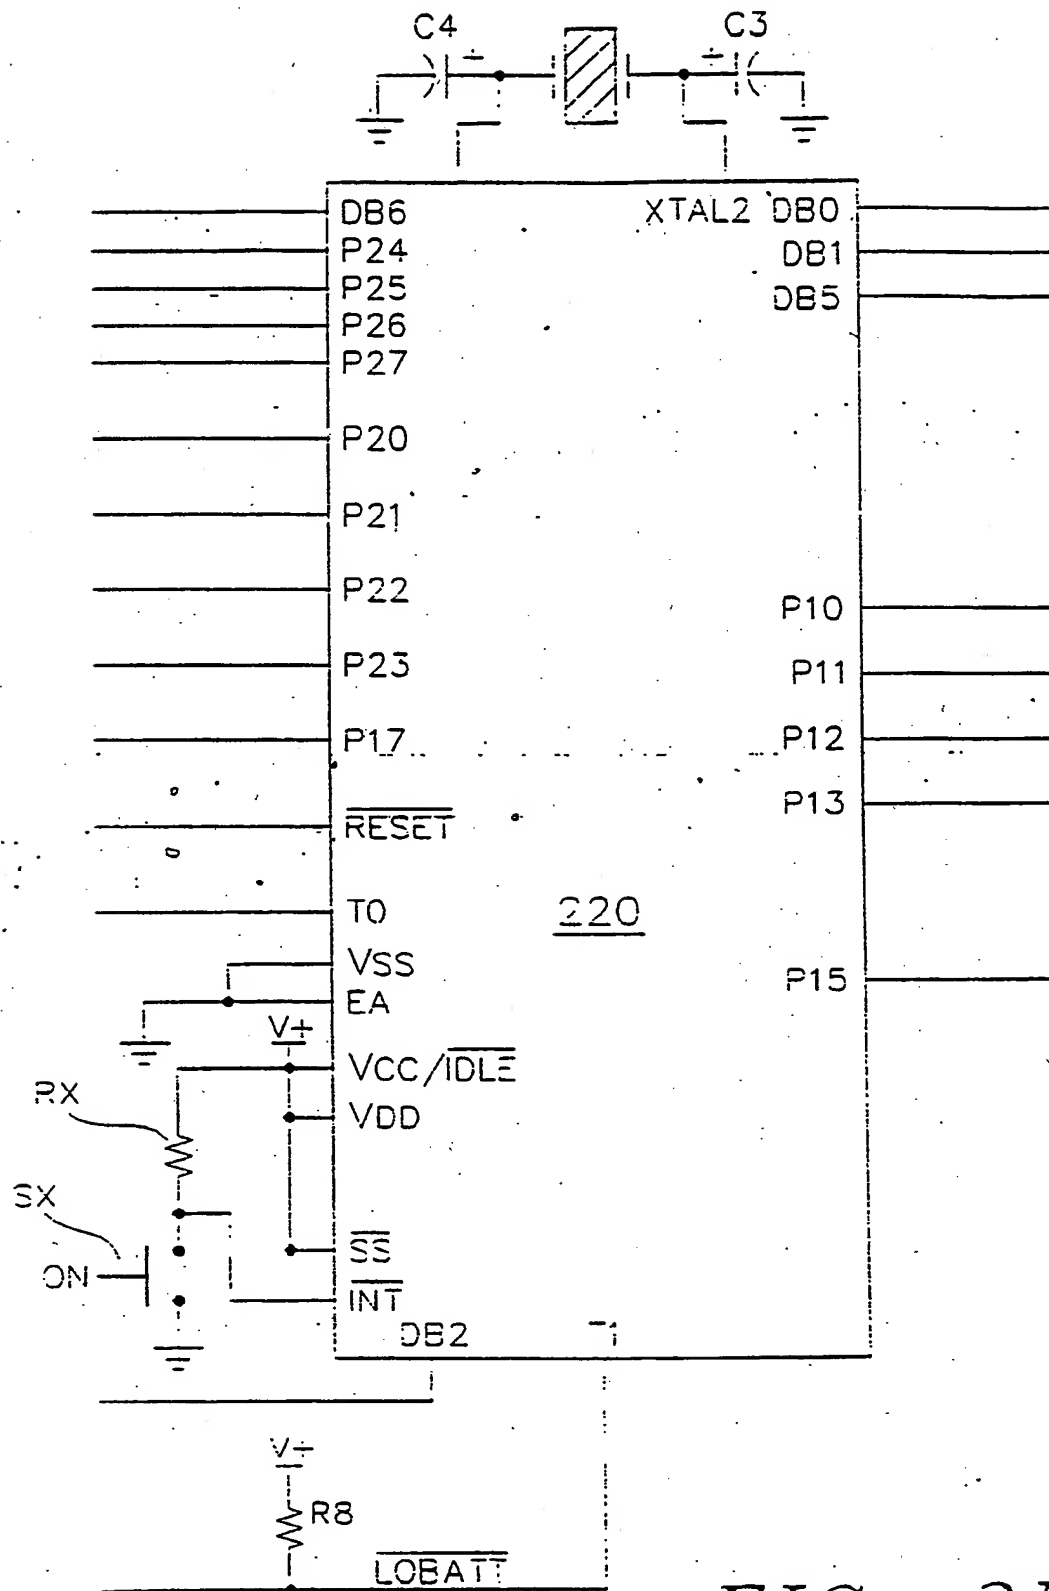 C4 C3
DB6 XTAL2 DB0
P24 DB1
P25 DB5
P26
P27
P20
P21
P22 P10
P23 P11
P17 P12
P13
RESET
T0 220
VSS P15
EA
V+
VCC/IDLE
RX
VDD
SX
SS
ON
INT
DB2 T1
V+
R8
LOBATT